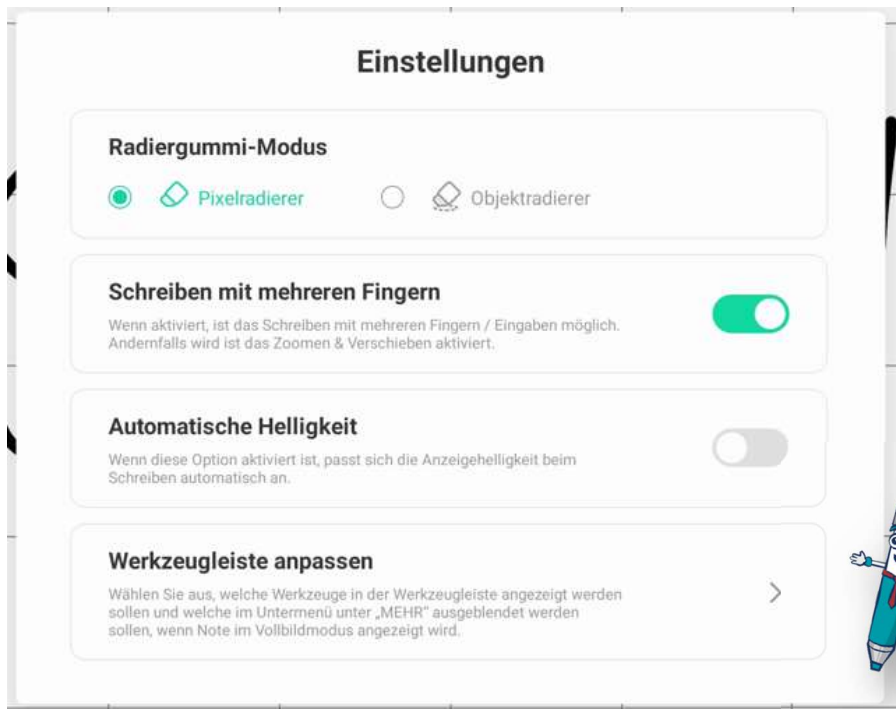 Einstellungen
Radiergummi-Modus
Pixelradierer Objektradierer
Schreiben mit mehreren Fingern
Wenn aktiviert, ist das Schreiben mit mehreren Fingern / Eingaben möglich.
Andernfalls wird ist das Zoomen & Verschieben aktiviert.
Automatische Helligkeit
Wenn diese Option aktiviert ist, passt sich die Anzeigehelligkeit beim
Schreiben automatisch an.
Werkzeugleiste anpassen
Wählen Sie aus, welche Werkzeuge in der Werkzeugleiste angezeigt werden
sollen und welche im Untermenü unter „MEHR“ ausgeblendet werden
sollen, wenn Note im Vollbildmodus angezeigt wird.